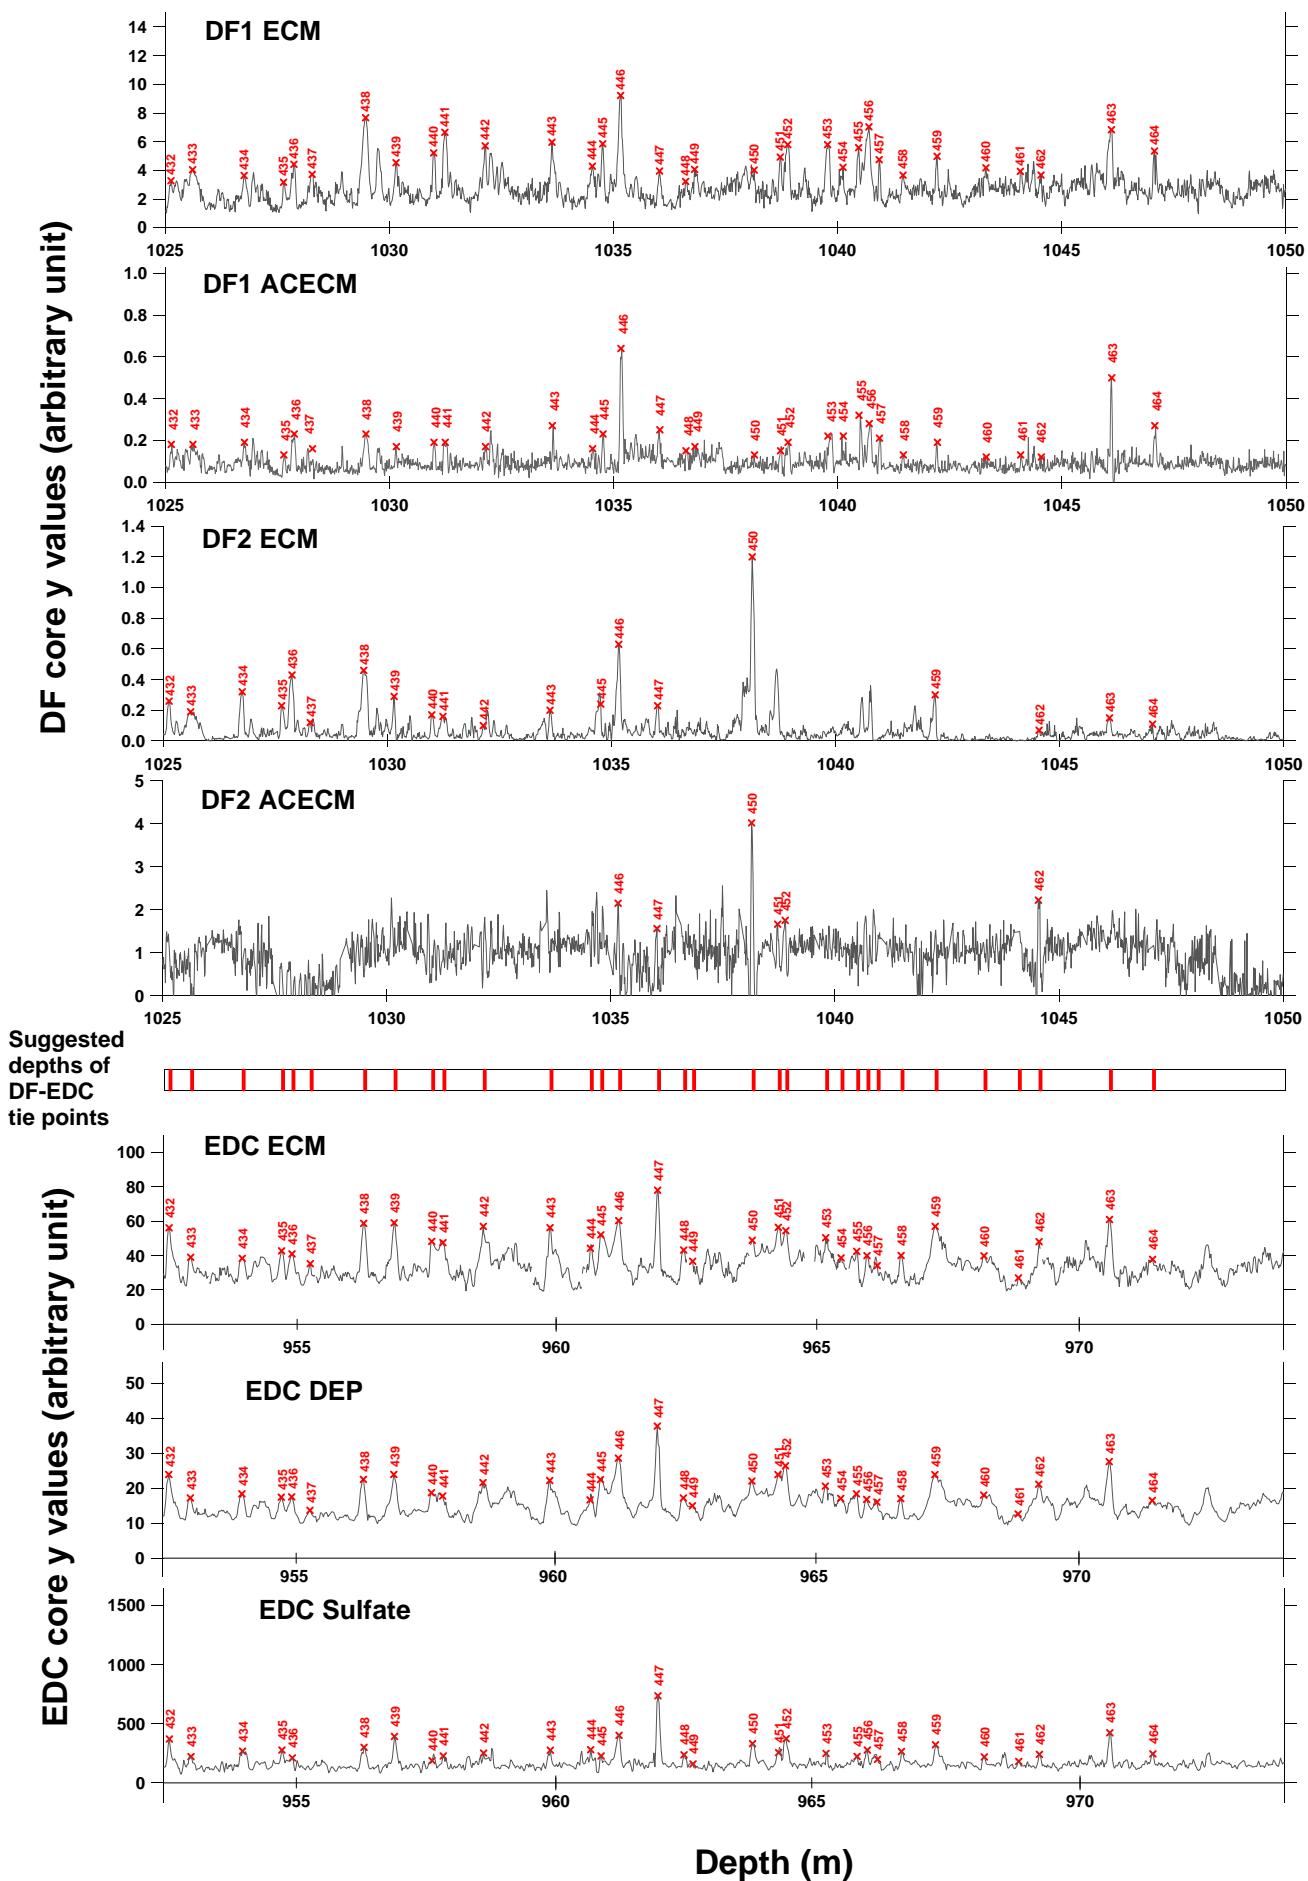 DF core y values (arbitrary unit)
DF1 ECM
14
12
10
8
6
4
2
0
432 433 434 435 436 437 438 439 440 441 442 443 444 445 446 447 448 449 450 451 452 453 454 455 456 457 458 459 460 461 462 463 464
1025 1030 1035 1040 1045 1050
DF1 ACECM
1.0
0.8
0.6
0.4
0.2
0.0
432 433 434 435 436 437 438 439 440 441 442 443 444 445 446 447 448 449 450 451 452 453 454 455 456 457 458 459 460 461 462 463 464
1025 1030 1035 1040 1045 1050
DF2 ECM
1.4
1.2
1.0
0.8
0.6
0.4
0.2
0.0
432 433 434 435 436 437 438 439 440 441 442 443 445 446 447 450 459 462 463 464
1025 1030 1035 1040 1045 1050
DF2 ACECM
5
4
3
2
1
0
446 447 450 451 452 462
1025 1030 1035 1040 1045 1050
Suggested
depths of
DF-EDC
tie points
EDC core y values (arbitrary unit)
EDC ECM
100
80
60
40
20
0
432 433 434 435 436 437 438 439 440 441 442 443 444 445 446 447 448 449 450 451 452 453 454 455 456 457 458 459 460 461 462 463 464
955 960 965 970
EDC DEP
50
40
30
20
10
0
432 433 434 435 436 437 438 439 440 441 442 443 444 445 446 447 448 449 450 451 452 453 454 455 456 457 458 459 460 461 462 463 464
955 960 965 970
EDC Sulfate
1500
1000
500
0
432 433 434 435 436 438 439 440 441 442 443 444 445 446 447 448 449 450 451 452 453 455 456 457 458 459 460 461 462 463 464
955 960 965 970
Depth (m)